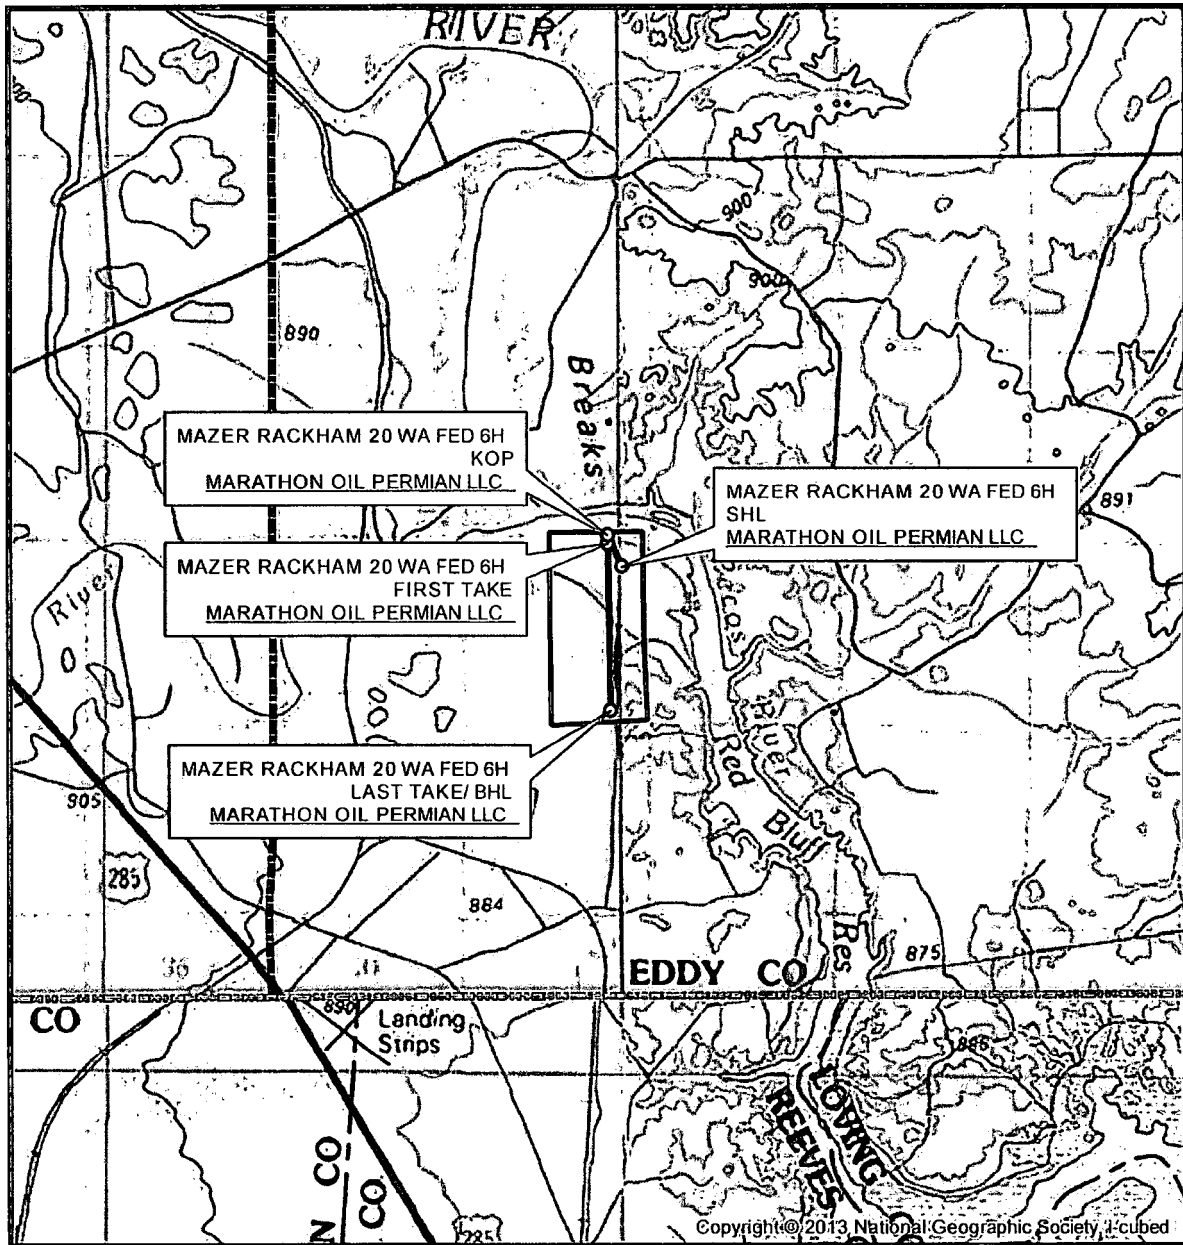 RIVER
900
900
890
Breaks
MAZER RACKHAM 20 WA FED 6H
KOP
MARATHON OIL PERMIAN LLC
MAZER RACKHAM 20 WA FED 6H
SHL
MARATHON OIL PERMIAN LLC
891
MAZER RACKHAM 20 WA FED 6H
FIRST TAKE
MARATHON OIL PERMIAN LLC
River
River
Red
Bluff
Res
MAZER RACKHAM 20 WA FED 6H
LAST TAKE/ BHL
MARATHON OIL PERMIAN LLC
905
285
884
875
36
EDDY CO
CO
890
Landing
Strips
886
LOVING
REEVES
CO
CO
285
Copyright:© 2013 National Geographic Society, i-cubed